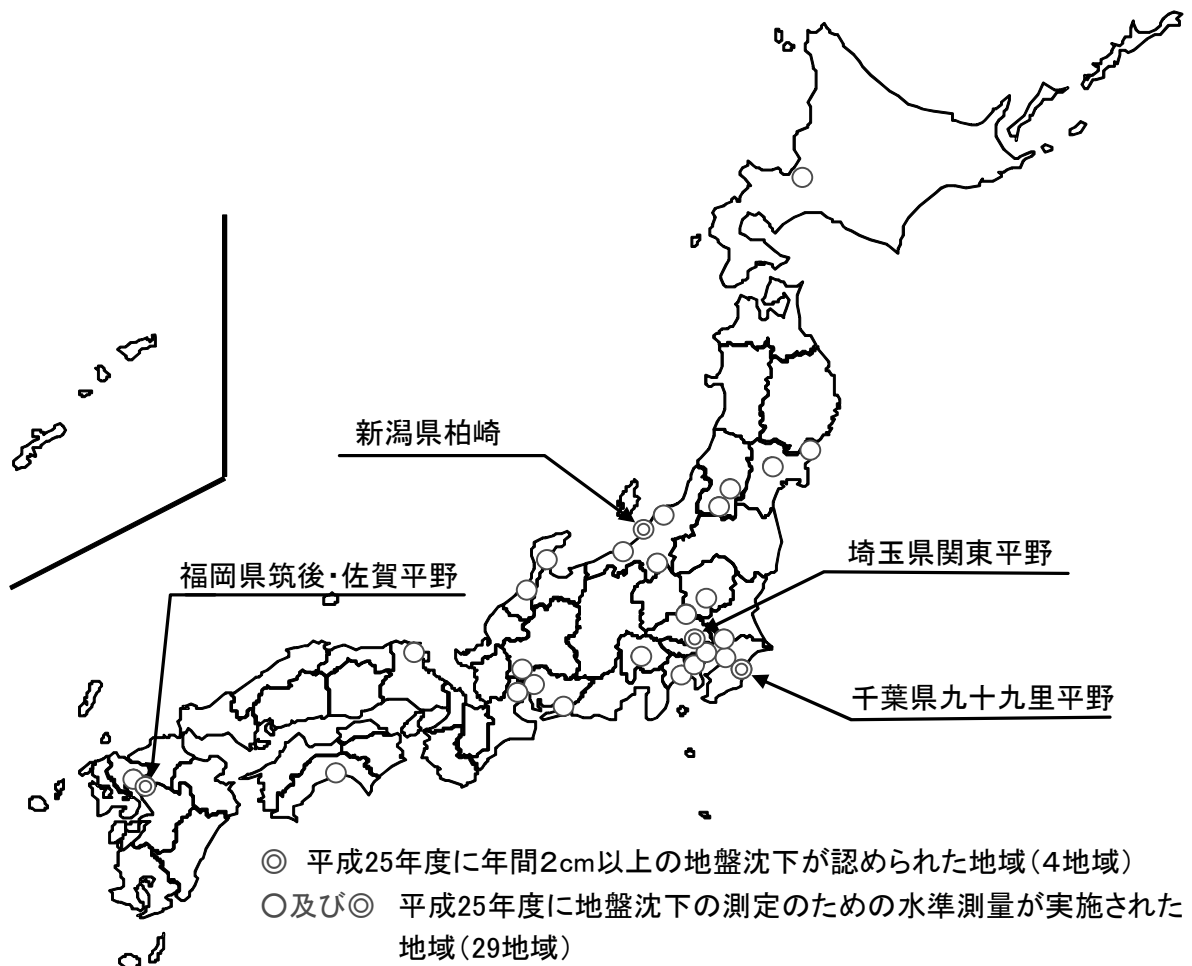 新潟県柏崎
埼玉県関東平野
福岡県筑後・佐賀平野
千葉県九十九里平野
◎ 平成25年度に年間2cm以上の地盤沈下が認められた地域(4地域)
○及び◎ 平成25年度に地盤沈下の測定のための水準測量が実施された
地域(29地域)